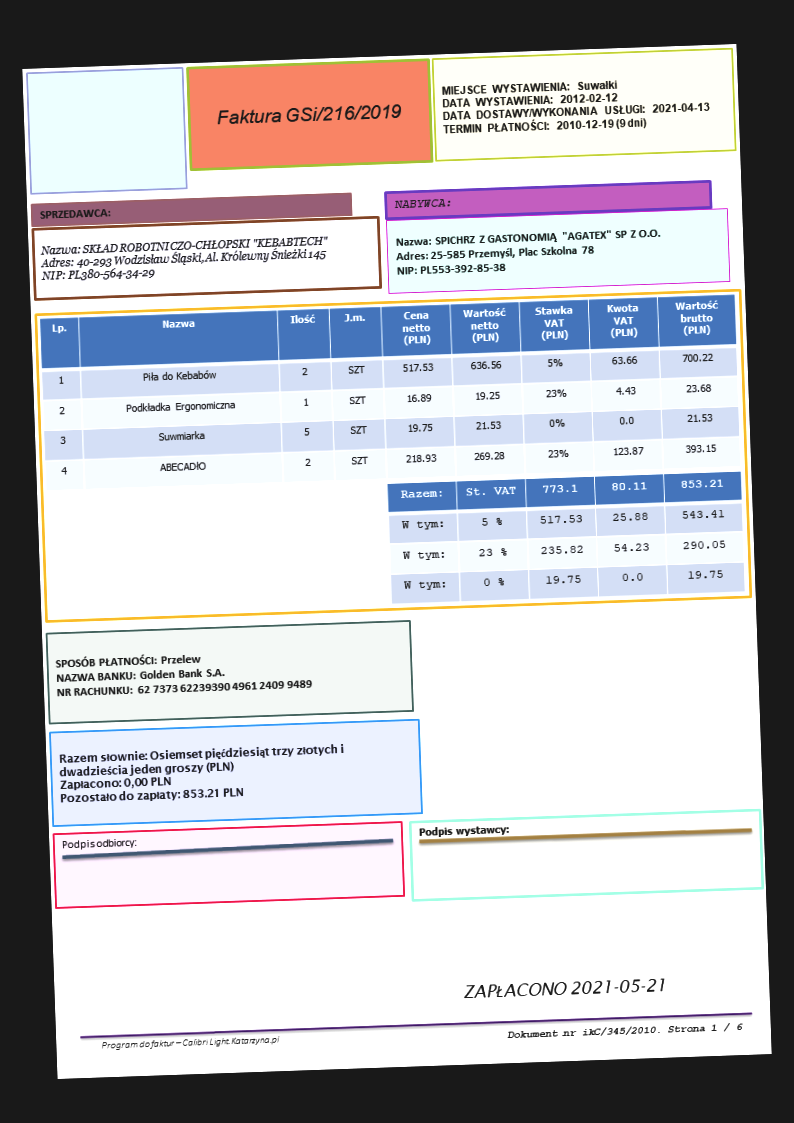 Faktura GSi/216/2019
MIEJSCE WYSTAWIENIA: Suwałki
DATA WYSTAWIENIA: 2012-02-12
DATA DOSTAWY/WYKONANIA USŁUGI: 2021-04-13
TERMIN PŁATNOŚCI: 2010-12-19 (9 dni)
SPRZEDAWCA:
Nazwa: SKŁAD ROBOTNICZO-CHŁOPSKI "KEBABTECH"
Adres: 40-293 Wodzisław Śląski, Al. Królewny Śnieżki 145
NIP: PL380-564-34-29
NABYWCA:
Nazwa: SPICHRZ Z GASTONOMIĄ "AGATEX" SP Z O.O.
Adres: 25-585 Przemyśl, Plac Szkolna 78
NIP: PL553-392-85-38
Lp. Nazwa Ilość J.m. Cena netto (PLN) Wartość netto (PLN) Stawka VAT (PLN) Kwota VAT (PLN) Wartość brutto (PLN)
1 Piła do Kebabów 2 SZT 517.53 636.56 5% 63.66 700.22
2 Podkładka Ergonomiczna 1 SZT 16.89 19.25 23% 4.43 23.68
3 Suwmiarka 5 SZT 19.75 21.53 0% 0.0 21.53
4 ABECADłO 2 SZT 218.93 269.28 23% 123.87 393.15
Razem: St. VAT 773.1 80.11 853.21
W tym: 5 % 517.53 25.88 543.41
W tym: 23 % 235.82 54.23 290.05
W tym: 0 % 19.75 0.0 19.75
SPOSÓB PŁATNOŚCI: Przelew
NAZWA BANKU: Golden Bank S.A.
NR RACHUNKU: 62 7373 6223 9390 4961 2409 9489
Razem słownie: Osiemset pięćdziesiąt trzy złotych i
dwadzieścia jeden groszy (PLN)
Zapłacono: 0,00 PLN
Pozostało do zapłaty: 853.21 PLN
Podpis odbiorcy:
Podpis wystawcy:
ZAPŁACONO 2021-05-21
Program do faktur – Calibri Light.Katarzyna.pl
Dokument nr ikC/345/2010. Strona 1 / 6